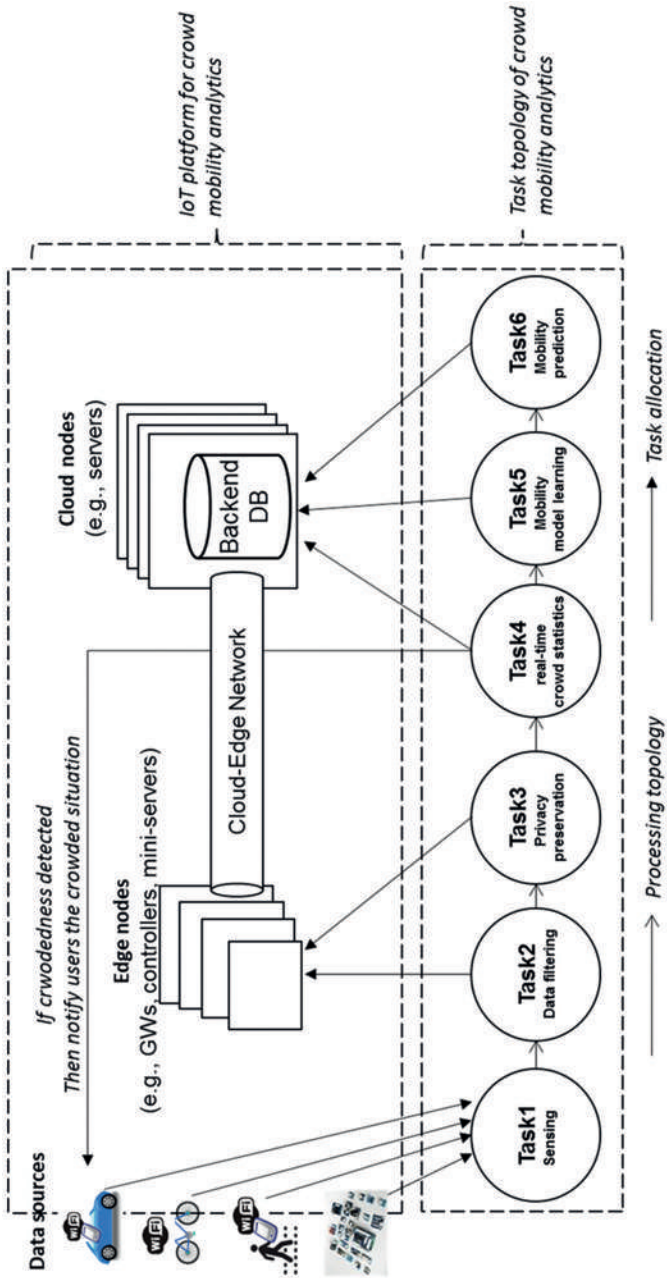 Data sources
If crwodedness detected
Then notify users the crowded situation
WiFi
WiFi
WiFi
Edge nodes
(e.g., GWs, controllers, mini-servers)
Cloud-Edge Network
Cloud nodes
(e.g., servers)
Backend
DB
IoT platform for crowd
mobility analytics
Task1
Sensing
Task2
Data filtering
Task3
Privacy
preservation
Task4
real-time
crowd statistics
Task5
Mobility
model learning
Task6
Mobility
prediction
Task topology of crowd
mobility analytics
Processing topology
Task allocation